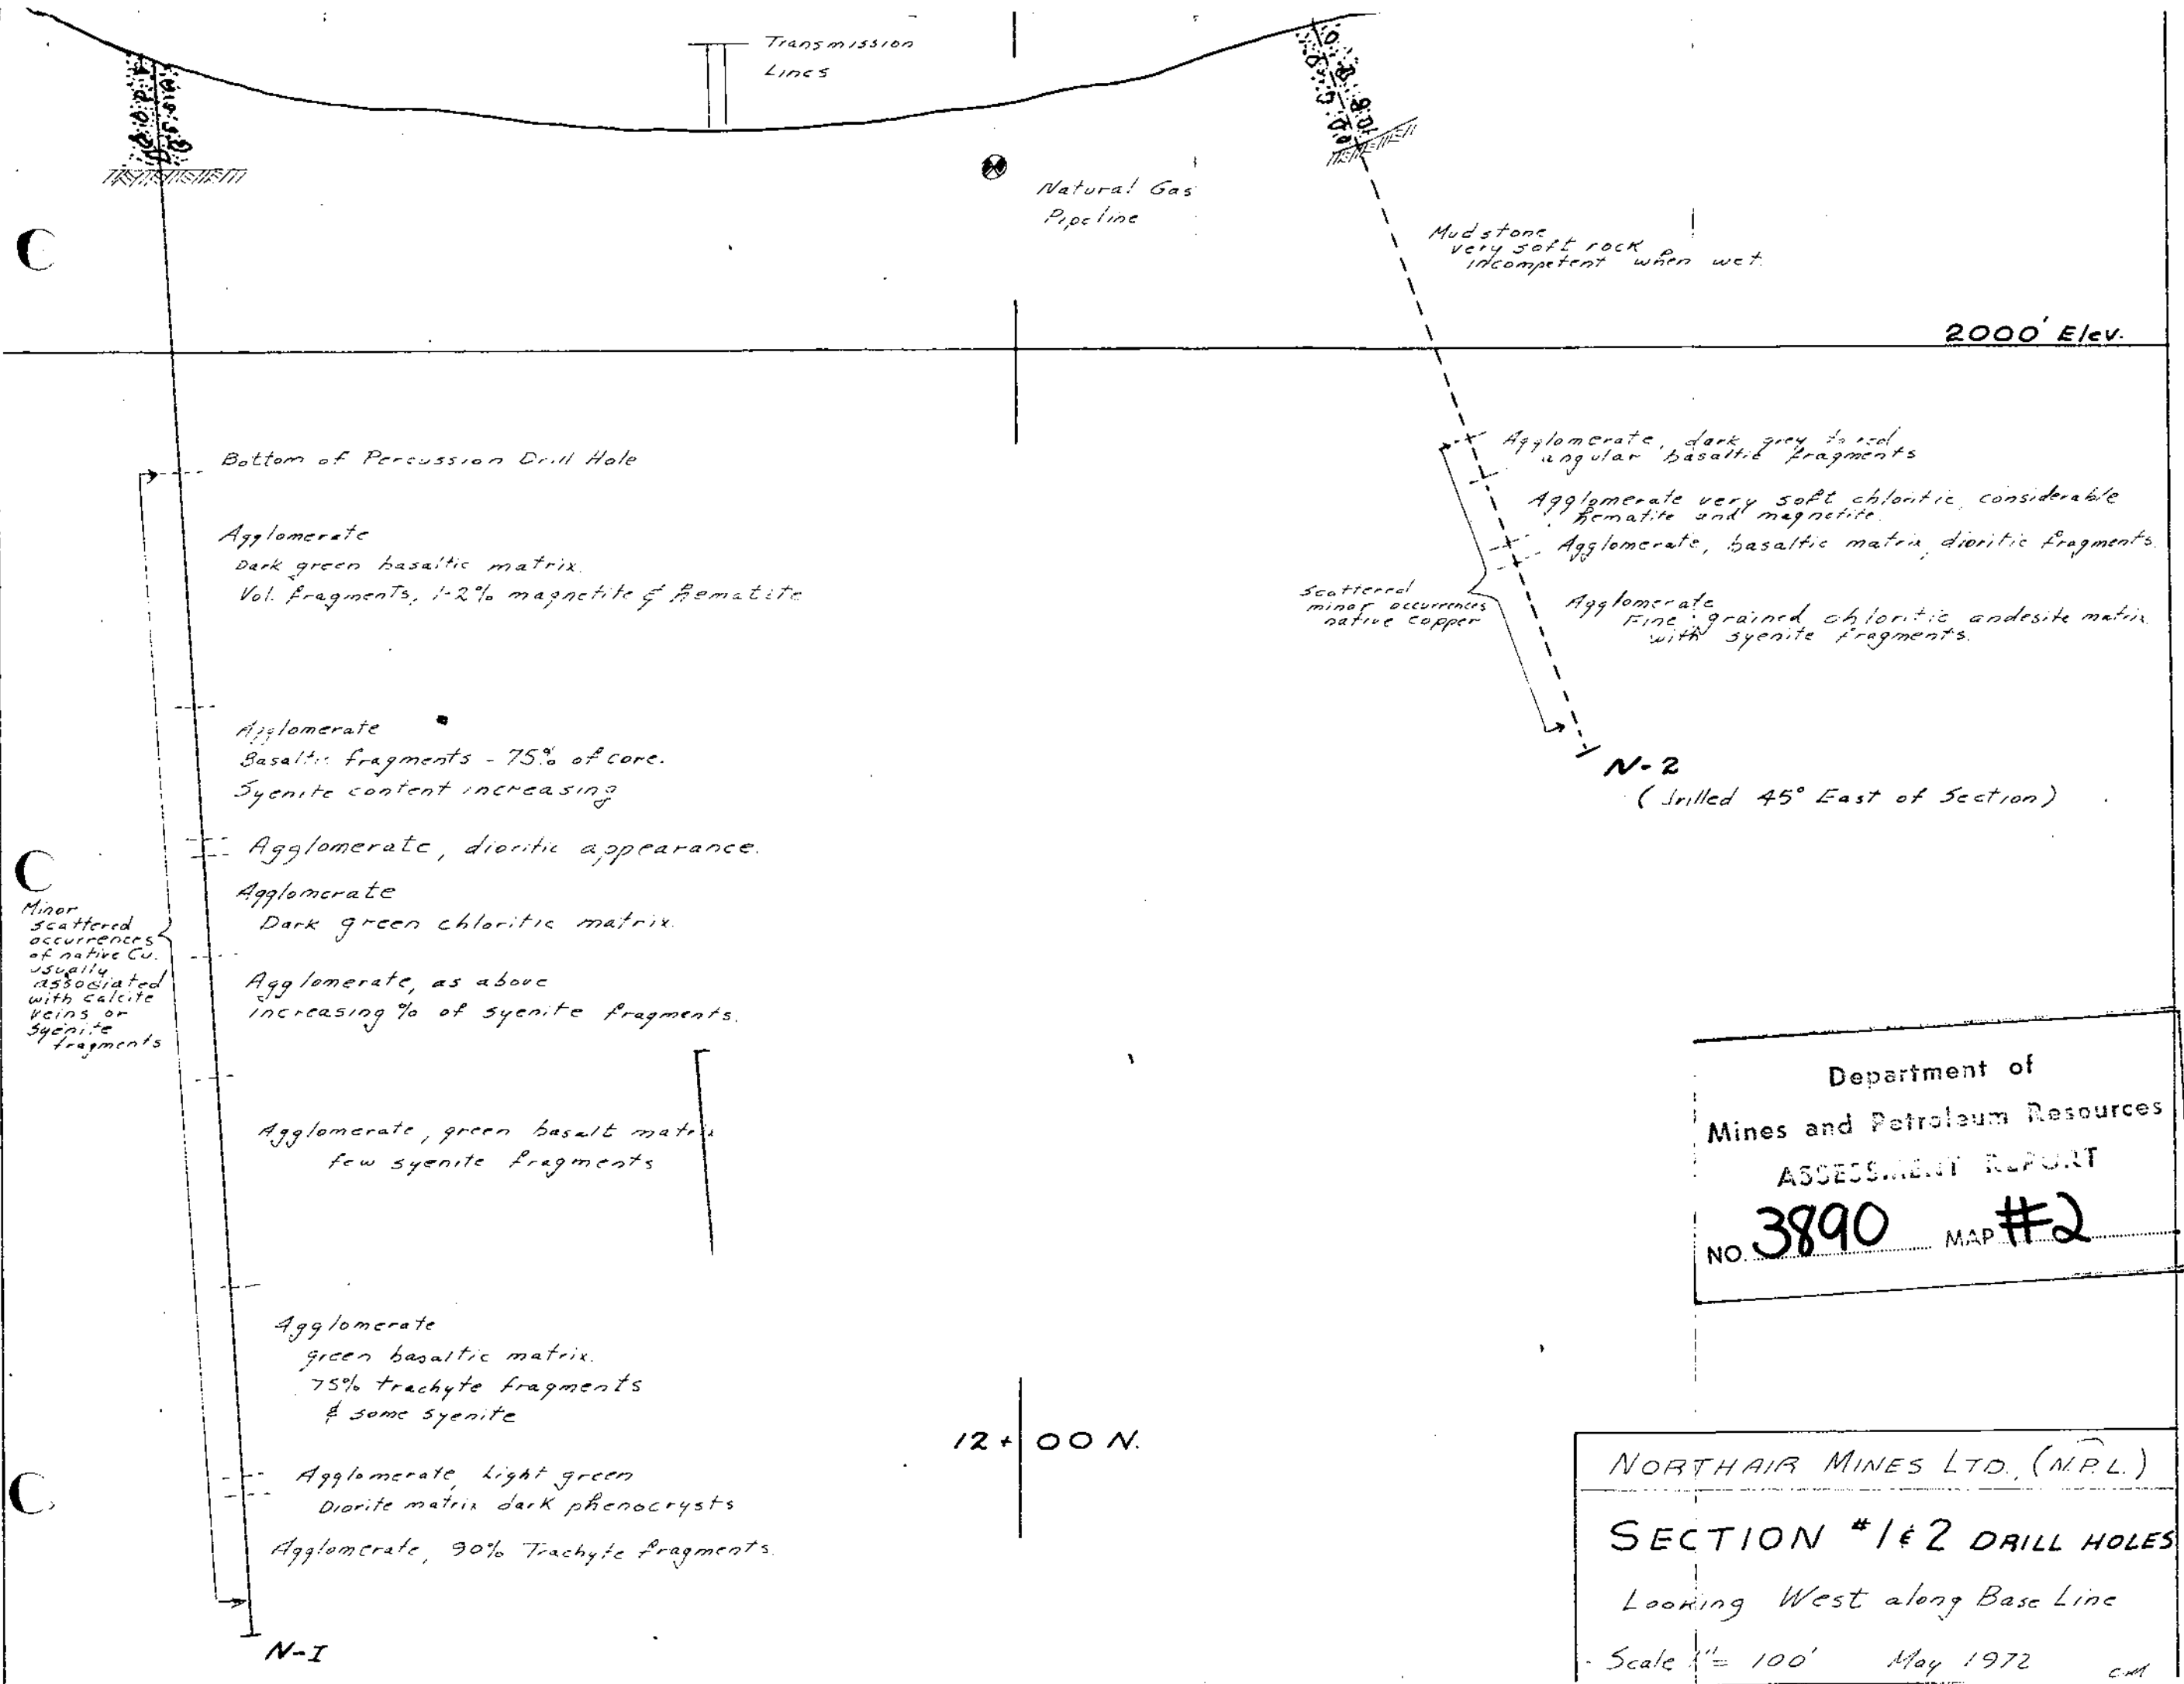 Transmission
Lines
Natural Gas
Pipeline
Mudstone
very soft rock
incompetent when wet.
2000' Elev.
Bottom of Percussion Drill Hole
Agglomerate
Dark green basaltic matrix.
Vol. fragments, 1-2% magnetite & hematite
Agglomerate
Basaltic fragments - 75% of core.
Syenite content increasing
Agglomerate, dioritic appearance.
Agglomerate
Dark green chloritic matrix.
Agglomerate, as above
increasing % of syenite fragments.
Agglomerate, green basalt matrix
few syenite fragments
Agglomerate
green basaltic matrix.
75% trachyte fragments
& some syenite
Agglomerate, Light green
Diorite matrix dark phenocrysts
Agglomerate, 90% Trachyte fragments.
N-I
Minor
scattered
occurrences
of native Cu.
usually
associated
with calcite
veins or
syenite
fragments
Agglomerate, dark grey to red
angular basaltic fragments
Agglomerate very soft chloritic, considerable
hematite and magnetite.
Agglomerate, basaltic matrix, dioritic fragments.
Agglomerate
Fine grained chloritic andesite matrix
with syenite fragments.
Scattered
minor occurrences
native copper
N-2
(drilled 45° East of Section)
12+00 N.
Department of
Mines and Petroleum Resources
ASSESSMENT REPORT
NO. 3890 MAP #2
NORTHAIR MINES LTD. (N.P.L.)
SECTION #1 & 2 DRILL HOLES
Looking West along Base Line
Scale 1" = 100' May 1972 CM